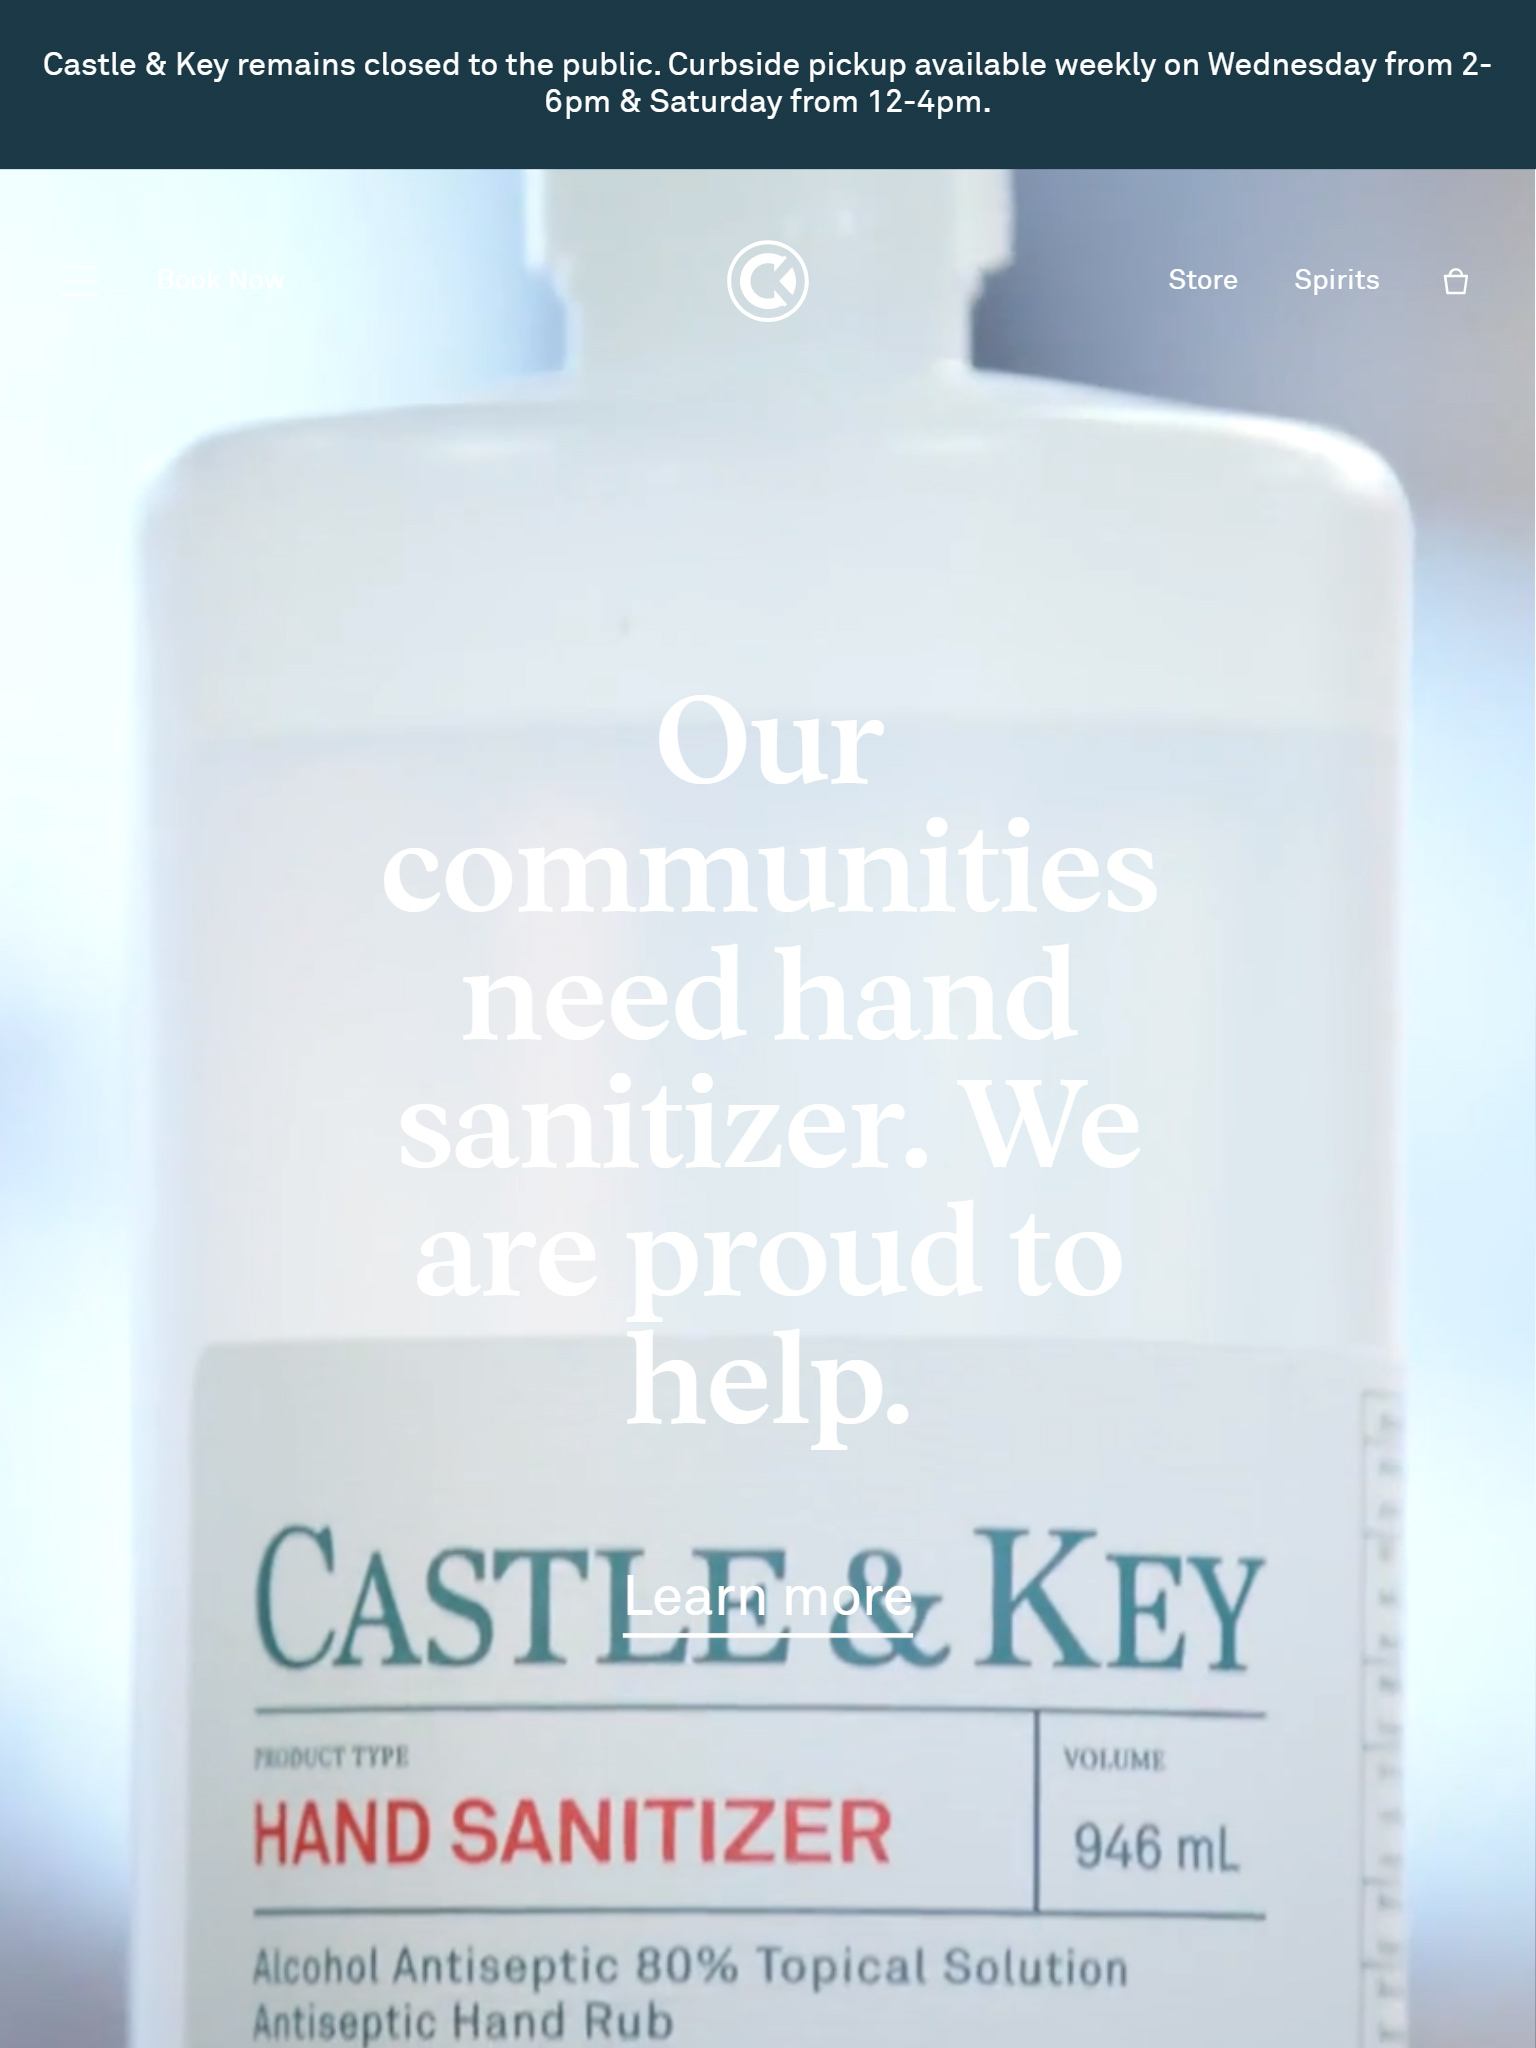 Castle & Key remains closed to the public. Curbside pickup available weekly on Wednesday from 2-
6pm & Saturday from 12-4pm.
Book Now
Store
Spirits
Our
communities
need hand
sanitizer. We
are proud to
help.
CASTLE & KEY
Learn more
PRODUCT TYPE
VOLUME
HAND SANITIZER
946 mL
Alcohol Antiseptic 80% Topical Solution
Antiseptic Hand Rub